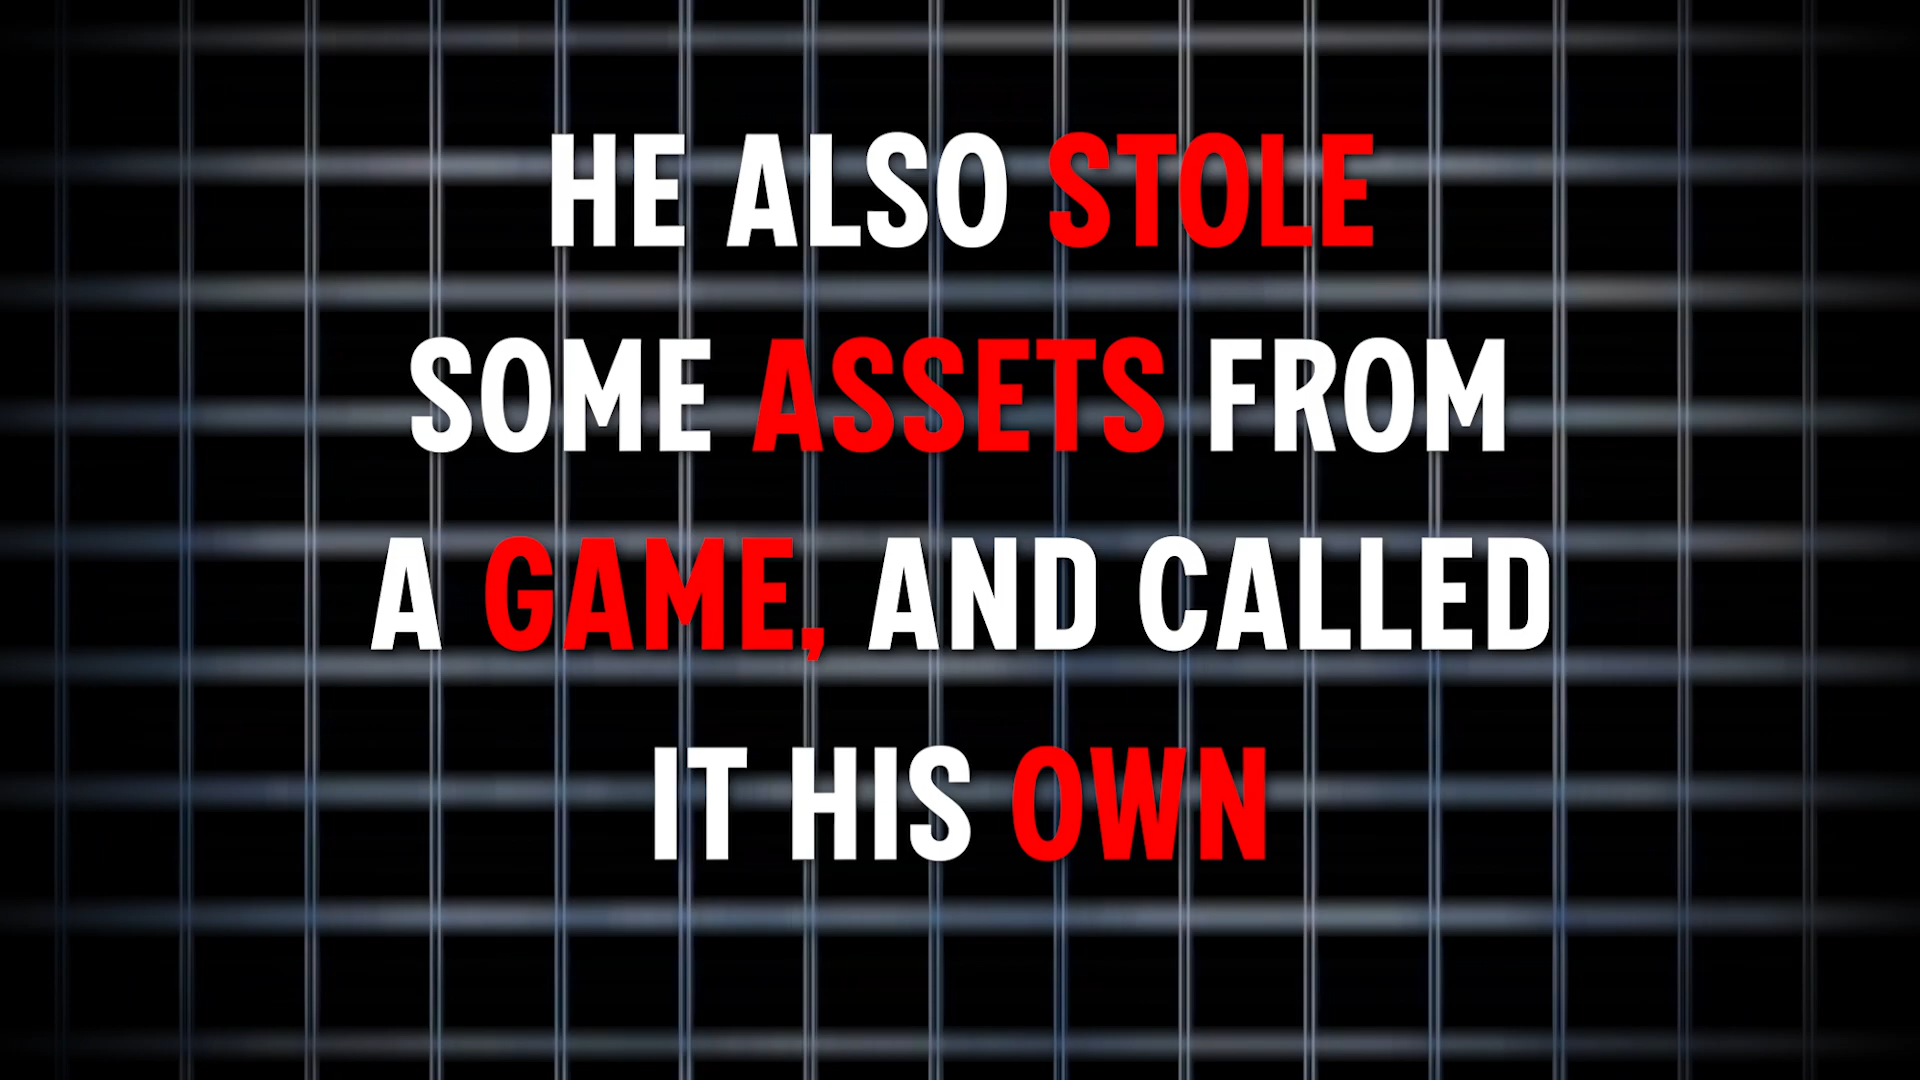 HE ALSO STOLE
SOME ASSETS FROM
A GAME, AND CALLED
IT HIS OWN